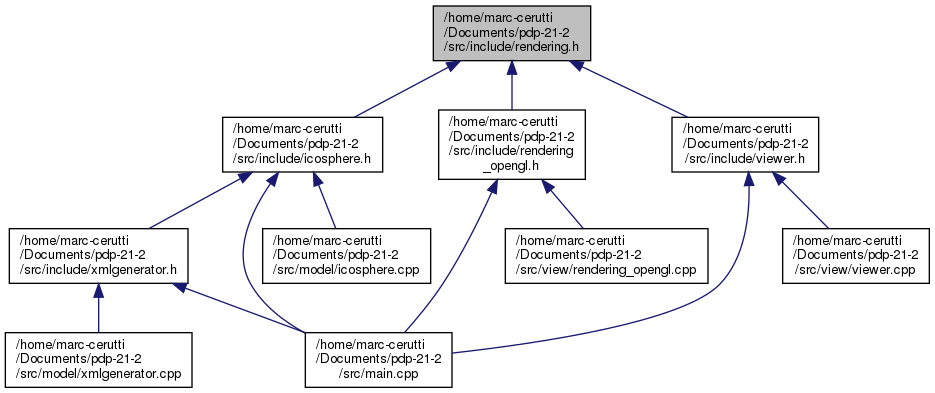 /home/marc-cerutti
/Documents/pdp-21-2
/src/include/rendering.h
/home/marc-cerutti
/Documents/pdp-21-2
/src/include/icosphere.h
/home/marc-cerutti
/Documents/pdp-21-2
/src/include/rendering
_opengl.h
/home/marc-cerutti
/Documents/pdp-21-2
/src/include/viewer.h
/home/marc-cerutti
/Documents/pdp-21-2
/src/include/xmlgenerator.h
/home/marc-cerutti
/Documents/pdp-21-2
/src/model/icosphere.cpp
/home/marc-cerutti
/Documents/pdp-21-2
/src/view/rendering_opengl.cpp
/home/marc-cerutti
/Documents/pdp-21-2
/src/view/viewer.cpp
/home/marc-cerutti
/Documents/pdp-21-2
/src/model/xmlgenerator.cpp
/home/marc-cerutti
/Documents/pdp-21-2
/src/main.cpp